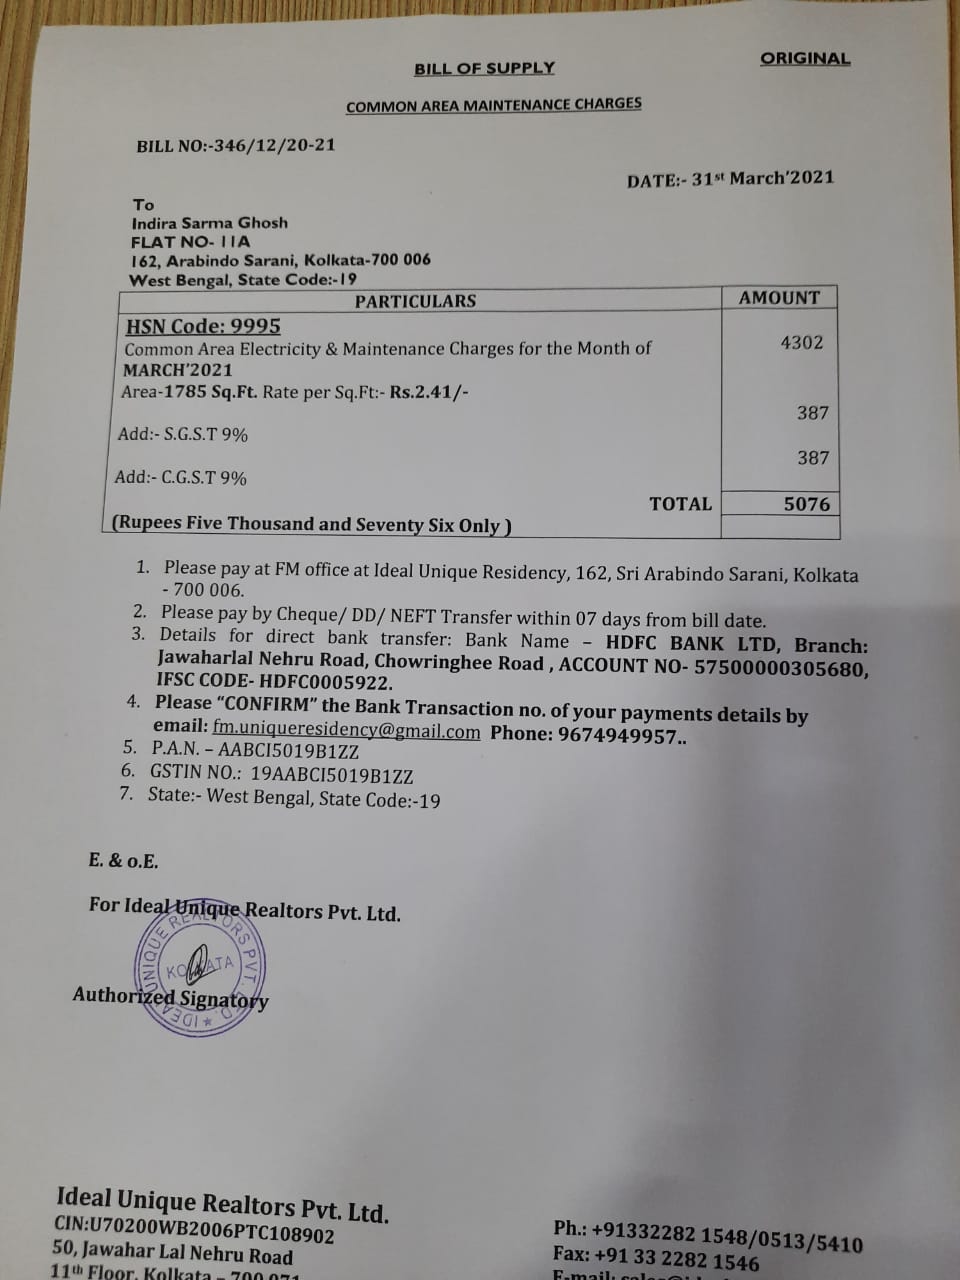 ORIGINAL
BILL OF SUPPLY
COMMON AREA MAINTENANCE CHARGES
BILL NO:-346/12/20-21
DATE:- 31st March'2021
To
Indira Sarma Ghosh
FLAT NO- 11A
162, Arabindo Sarani, Kolkata-700 006
West Bengal, State Code:-19
PARTICULARS AMOUNT
HSN Code: 9995
Common Area Electricity & Maintenance Charges for the Month of 4302
MARCH'2021
Area-1785 Sq.Ft. Rate per Sq.Ft:- Rs.2.41/-
387
Add:- S.G.S.T 9%
387
Add:- C.G.S.T 9%
TOTAL 5076
(Rupees Five Thousand and Seventy Six Only )
1. Please pay at FM office at Ideal Unique Residency, 162, Sri Arabindo Sarani, Kolkata
- 700 006.
2. Please pay by Cheque/ DD/ NEFT Transfer within 07 days from bill date.
3. Details for direct bank transfer: Bank Name – HDFC BANK LTD, Branch:
Jawaharlal Nehru Road, Chowringhee Road , ACCOUNT NO- 57500000305680,
IFSC CODE- HDFC0005922.
4. Please “CONFIRM” the Bank Transaction no. of your payments details by
email: fm.uniqueresidency@gmail.com Phone: 9674949957..
5. P.A.N. – AABCI5019B1ZZ
6. GSTIN NO.: 19AABCI5019B1ZZ
7. State:- West Bengal, State Code:-19
E. & o.E.
For Ideal Unique Realtors Pvt. Ltd.
IDEAL UNIQUE REALTORS PVT. LTD. ★
KOLKATA
Authorized Signatory
Ideal Unique Realtors Pvt. Ltd.
CIN:U70200WB2006PTC108902
50, Jawahar Lal Nehru Road
11th Floor, Kolkata – 700 071
Ph.: +91332282 1548/0513/5410
Fax: +91 33 2282 1546
E-mail: